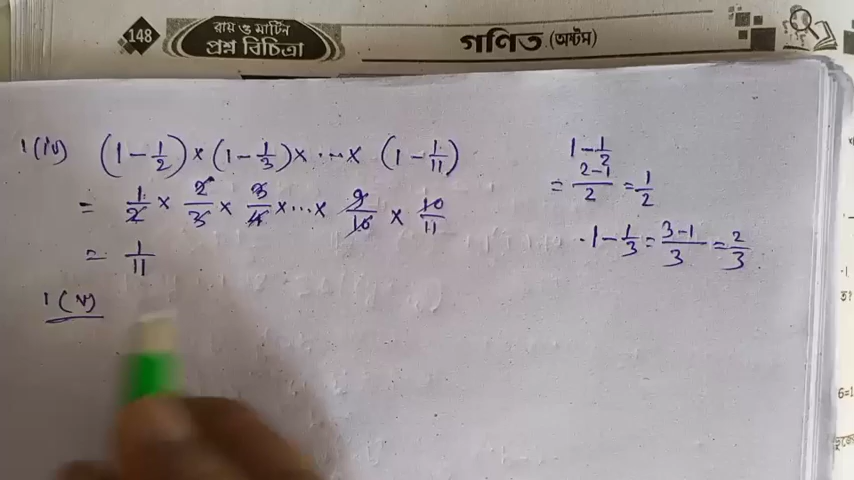 148
রায় ও মার্টিন
প্রশ্ন বিচিত্রা
গণিত (অষ্টম)
1(iv) (1 - 1/2) × (1 - 1/3) × ... × (1 - 1/11)
= 1/2 × 2/3 × 3/4 × ... × 9/10 × 10/11
= 1/11
1(v)
1 - 1/2
= 2-1/2 = 1/2
. 1 - 1/3 = 3-1/3 = 2/3
6=1